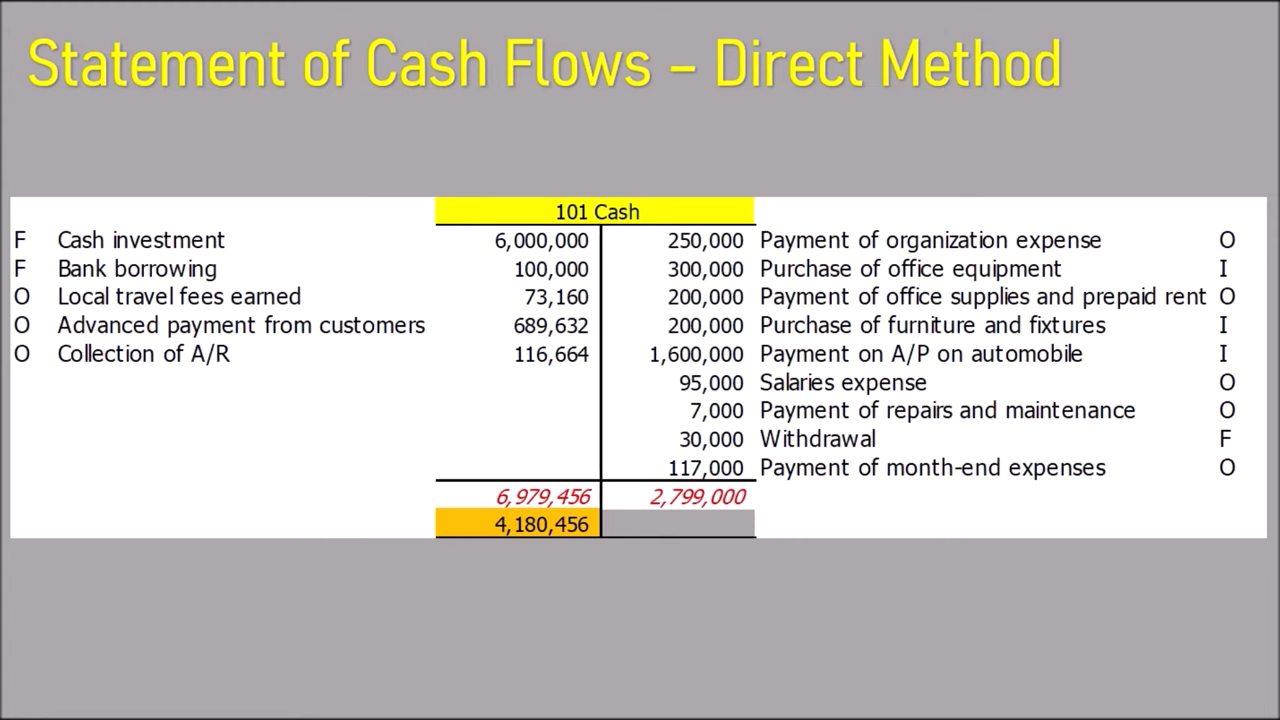 Statement of Cash Flows – Direct Method
101 Cash
F Cash investment 6,000,000 250,000 Payment of organization expense O
F Bank borrowing 100,000 300,000 Purchase of office equipment I
O Local travel fees earned 73,160 200,000 Payment of office supplies and prepaid rent O
O Advanced payment from customers 689,632 200,000 Purchase of furniture and fixtures I
O Collection of A/R 116,664 1,600,000 Payment on A/P on automobile I
95,000 Salaries expense O
7,000 Payment of repairs and maintenance O
30,000 Withdrawal F
117,000 Payment of month-end expenses O
6,979,456 2,799,000
4,180,456